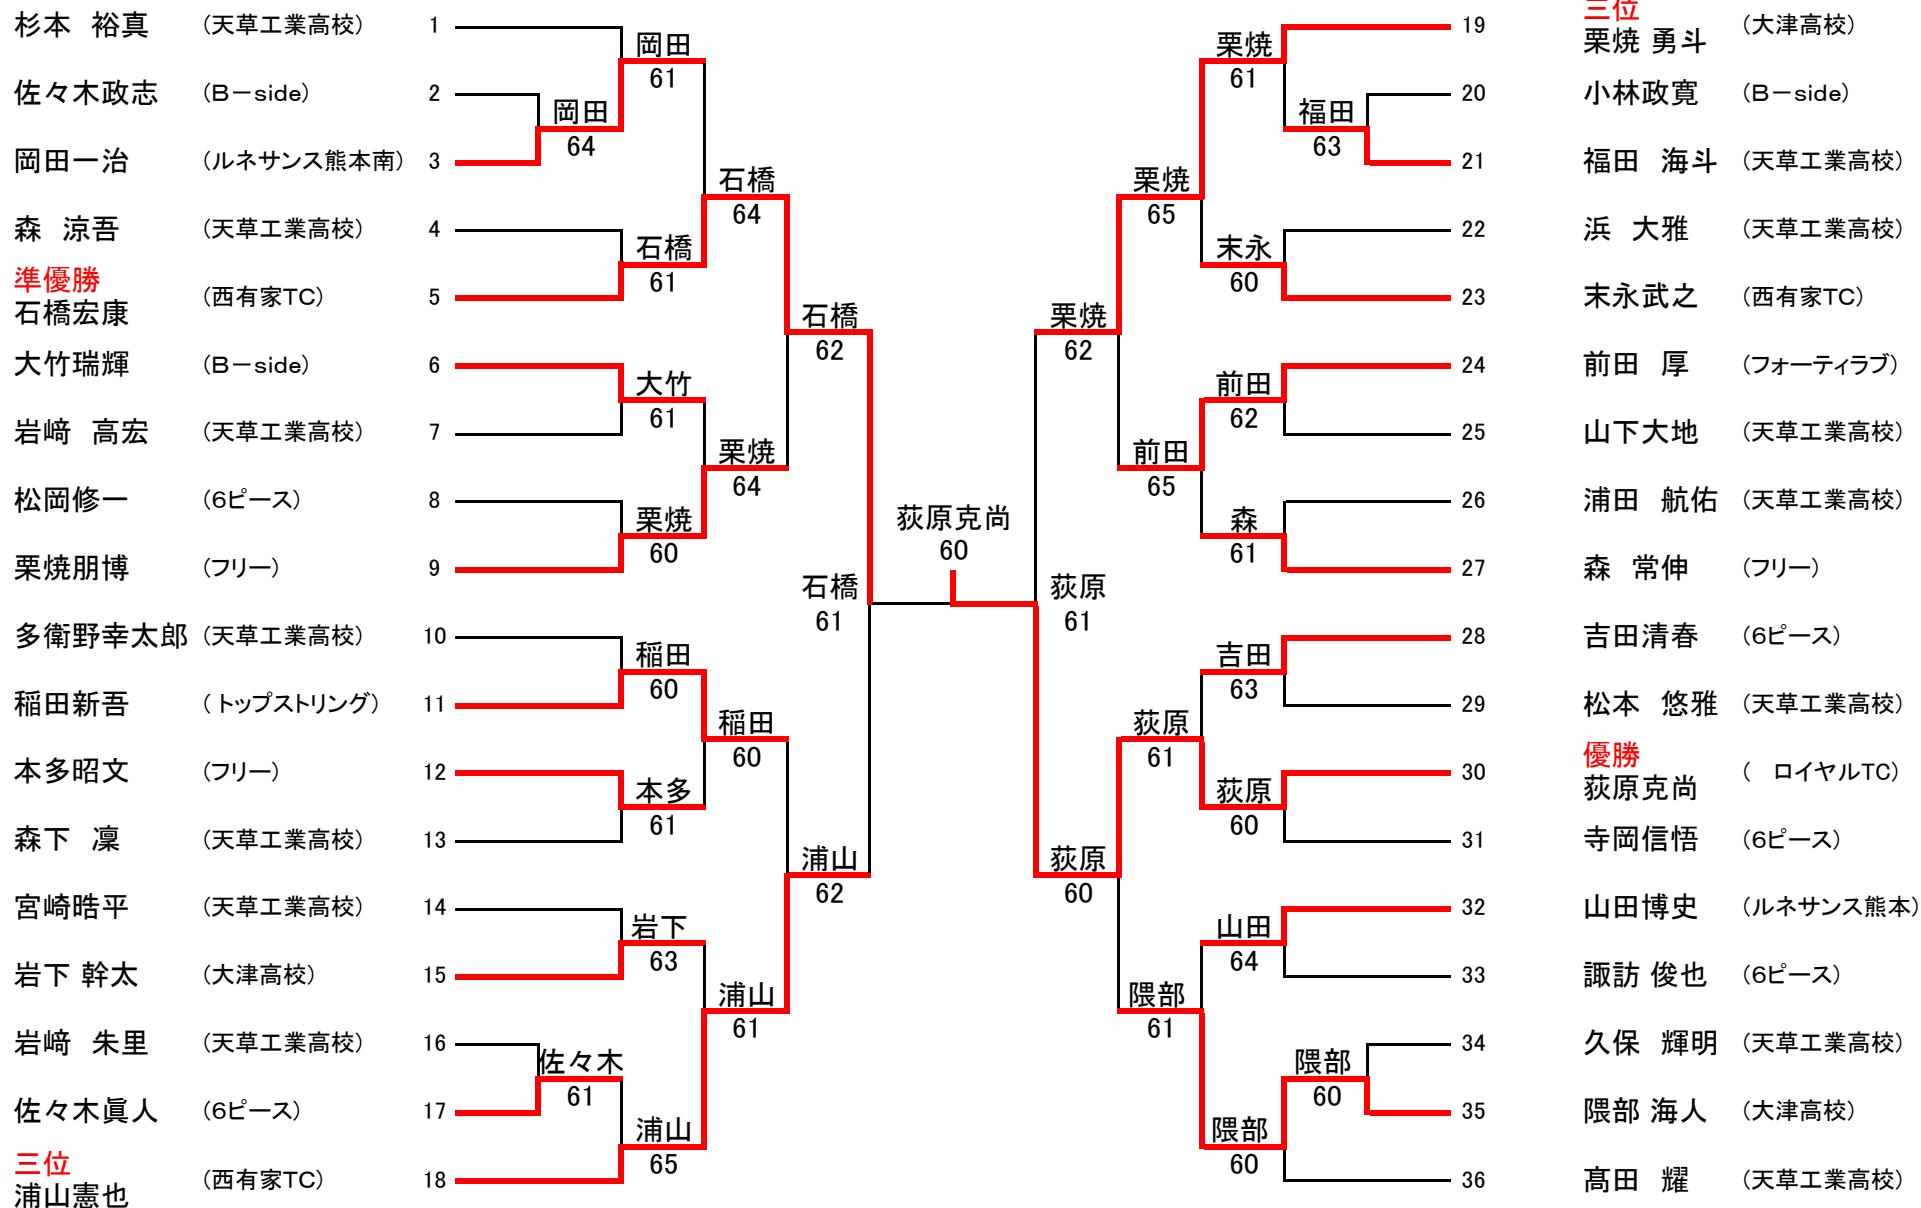 杉本 裕真 (天草工業高校) 1
佐々木政志 (B－side) 2
岡田一治 (ルネサンス熊本南) 3
森 涼吾 (天草工業高校) 4
準優勝
石橋宏康 (西有家TC) 5
大竹瑞輝 (B－side) 6
岩﨑 高宏 (天草工業高校) 7
松岡修一 (6ピース) 8
栗焼朋博 (フリー) 9
多衛野幸太郎 (天草工業高校) 10
稲田新吾 (トップストリング) 11
本多昭文 (フリー) 12
森下 凜 (天草工業高校) 13
宮崎晧平 (天草工業高校) 14
岩下 幹太 (大津高校) 15
岩﨑 朱里 (天草工業高校) 16
佐々木眞人 (6ピース) 17
三位
浦山憲也 (西有家TC) 18
岡田
64
佐々木
61
岡田
61
石橋
61
大竹
61
栗焼
60
稲田
60
本多
61
岩下
63
浦山
65
石橋
64
栗焼
64
稲田
60
浦山
61
石橋
62
浦山
62
石橋
61
荻原克尚
60
荻原
61
栗焼
62
荻原
60
栗焼
65
前田
65
荻原
61
隈部
61
栗焼
61
末永
60
前田
62
森
61
吉田
63
荻原
60
山田
64
隈部
60
福田
63
隈部
60
三位
19 栗焼 勇斗 (大津高校)
20 小林政寛 (B－side)
21 福田 海斗 (天草工業高校)
22 浜 大雅 (天草工業高校)
23 末永武之 (西有家TC)
24 前田 厚 (フォーティラブ)
25 山下大地 (天草工業高校)
26 浦田 航佑 (天草工業高校)
27 森 常伸 (フリー)
28 吉田清春 (6ピース)
29 松本 悠雅 (天草工業高校)
優勝
30 荻原克尚 ( ロイヤルTC)
31 寺岡信悟 (6ピース)
32 山田博史 (ルネサンス熊本)
33 諏訪 俊也 (6ピース)
34 久保 輝明 (天草工業高校)
35 隈部 海人 (大津高校)
36 髙田 耀 (天草工業高校)